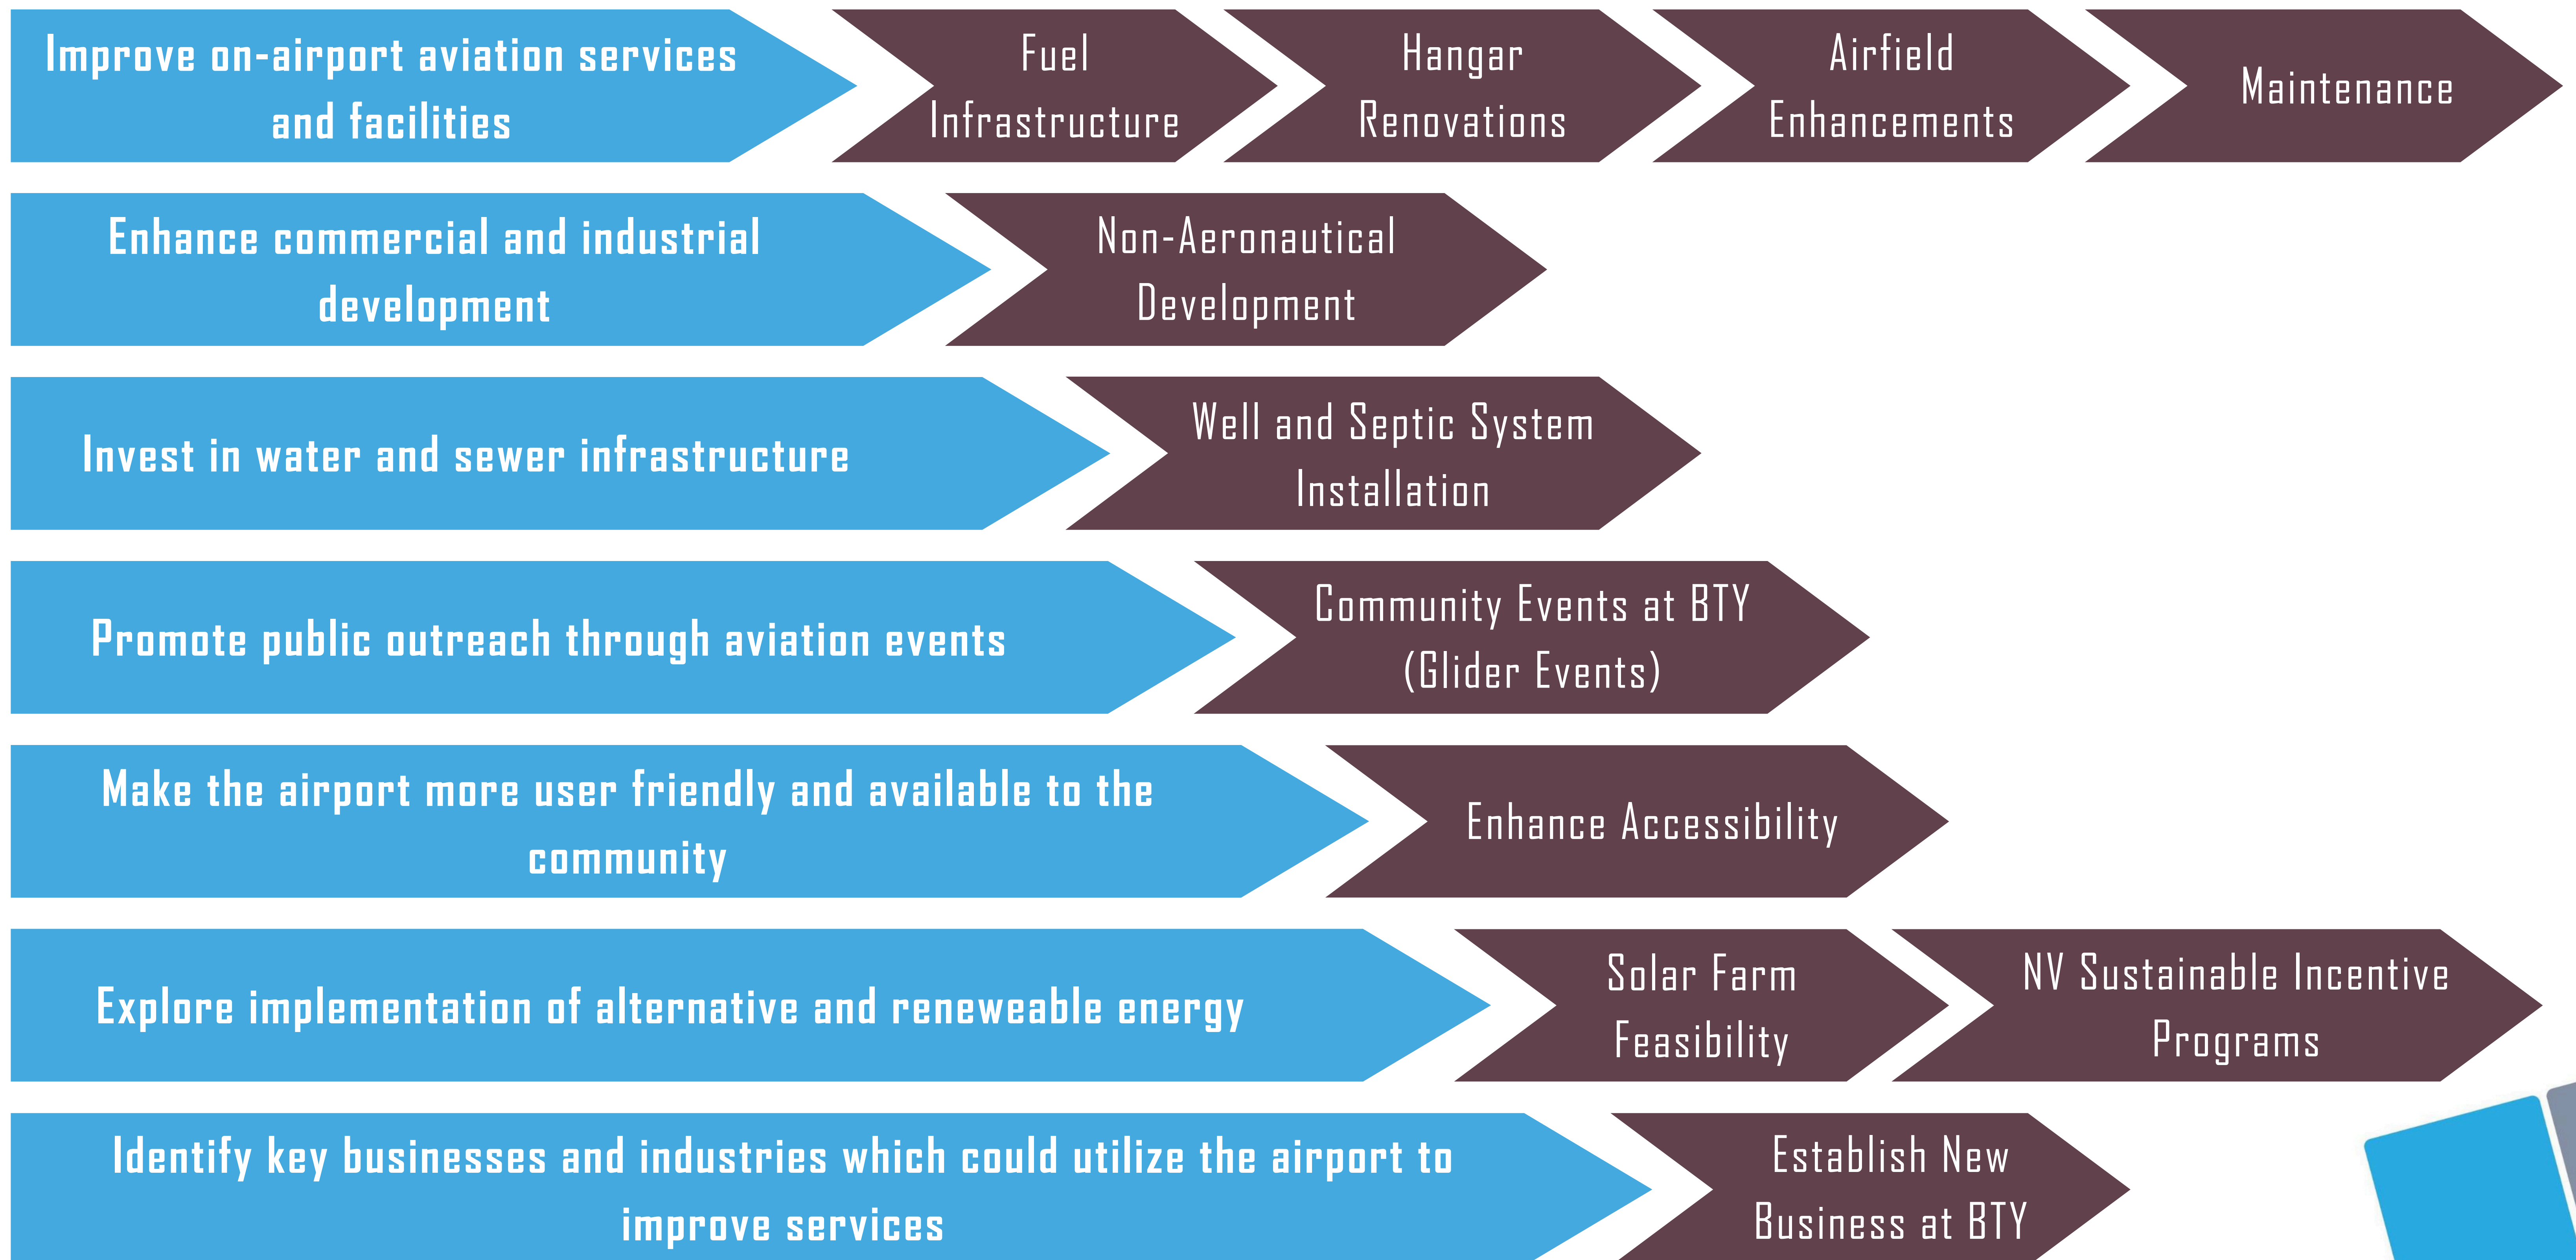 Improve on-airport aviation services
and facilities
Fuel
Infrastructure
Hangar
Renovations
Airfield
Enhancements
Maintenance
Enhance commercial and industrial
development
Non-Aeronautical
Development
Invest in water and sewer infrastructure
Well and Septic System
Installation
Promote public outreach through aviation events
Community Events at BTY
(Glider Events)
Make the airport more user friendly and available to the
community
Enhance Accessibility
Explore implementation of alternative and reneweable energy
Solar Farm
Feasibility
NV Sustainable Incentive
Programs
Identify key businesses and industries which could utilize the airport to
improve services
Establish New
Business at BTY